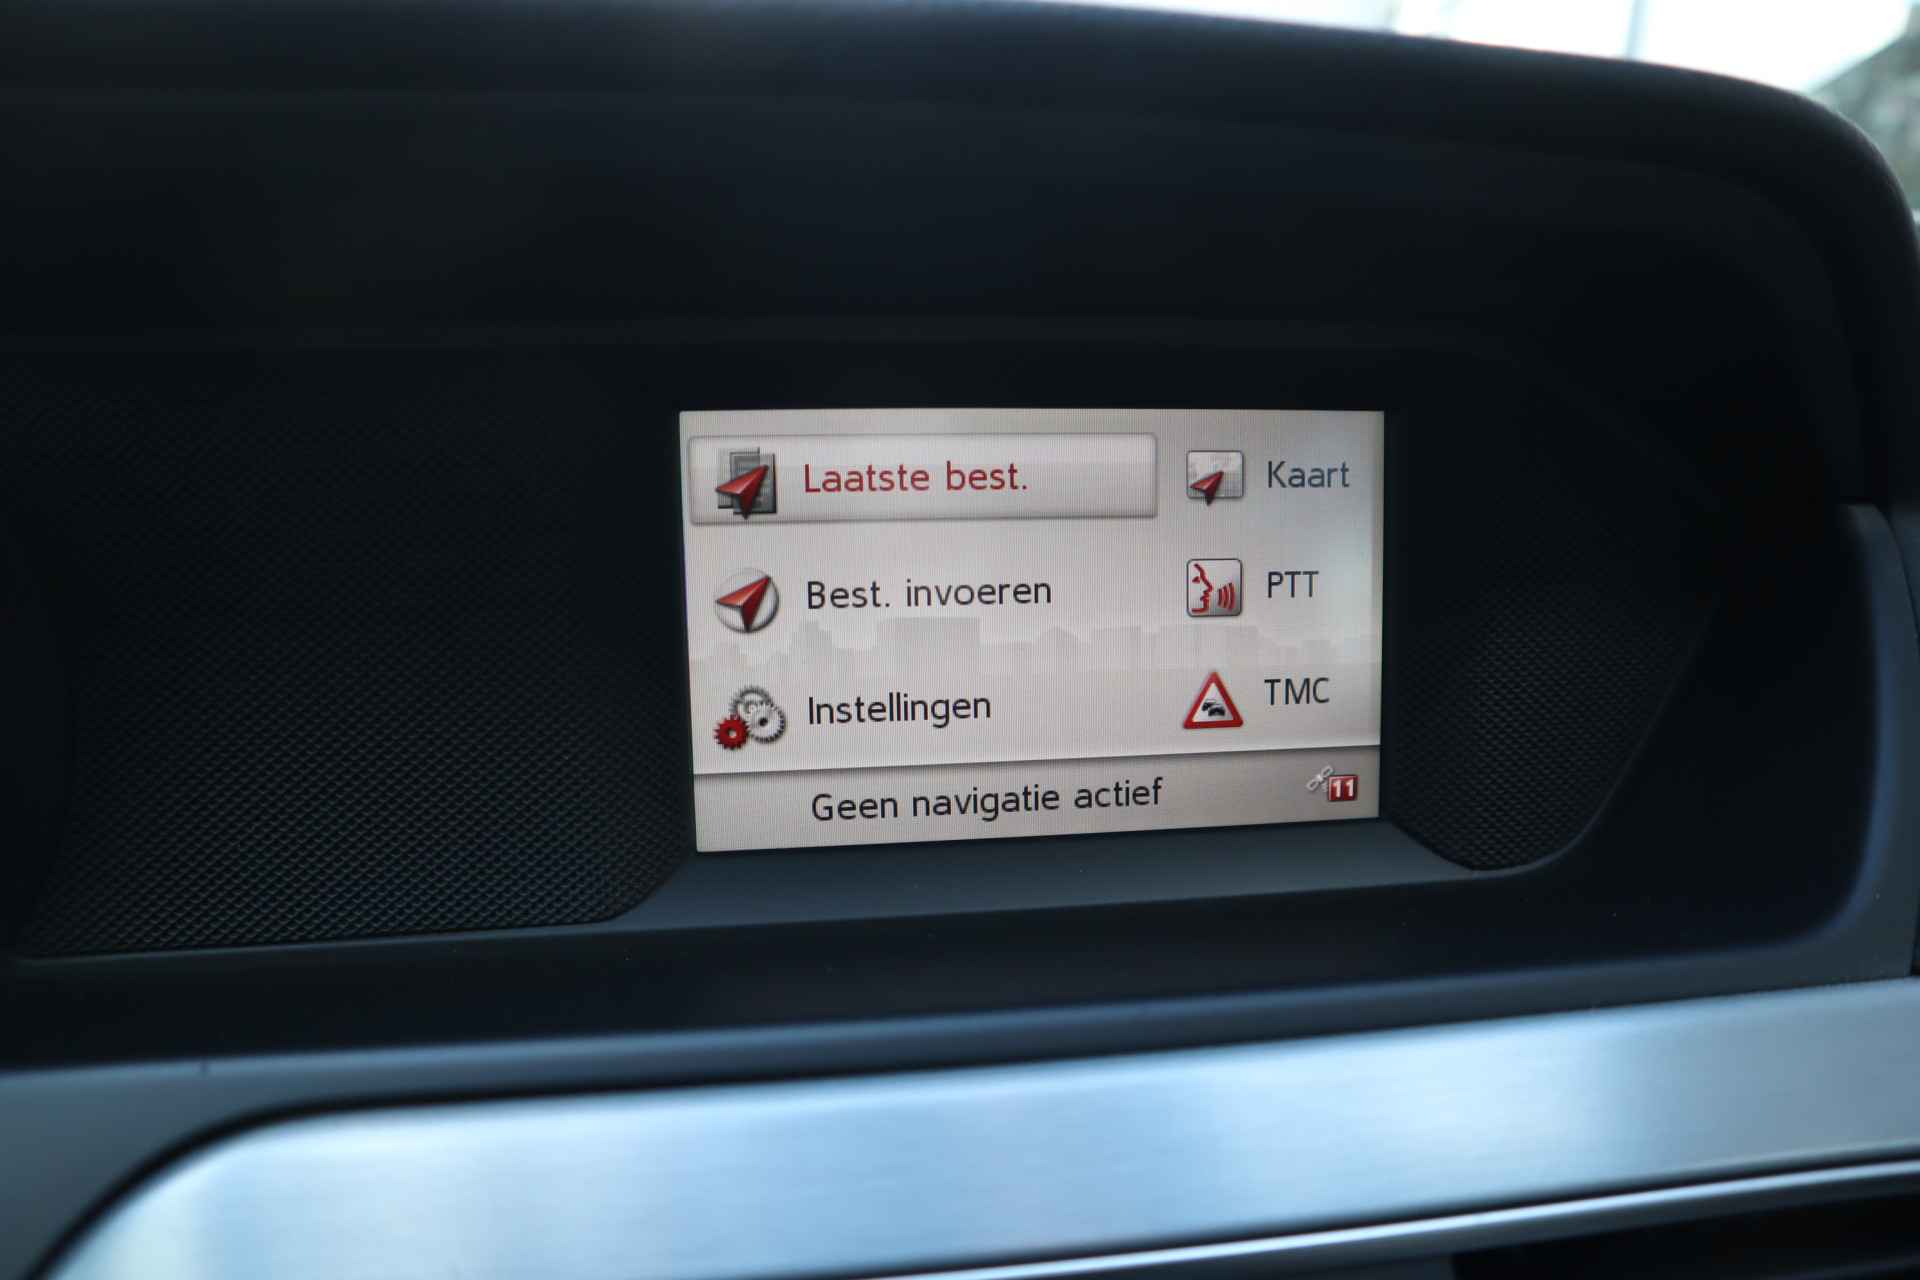 Laatste best.
Kaart
Best. invoeren
PTT
Instellingen
TMC
Geen navigatie actief
11